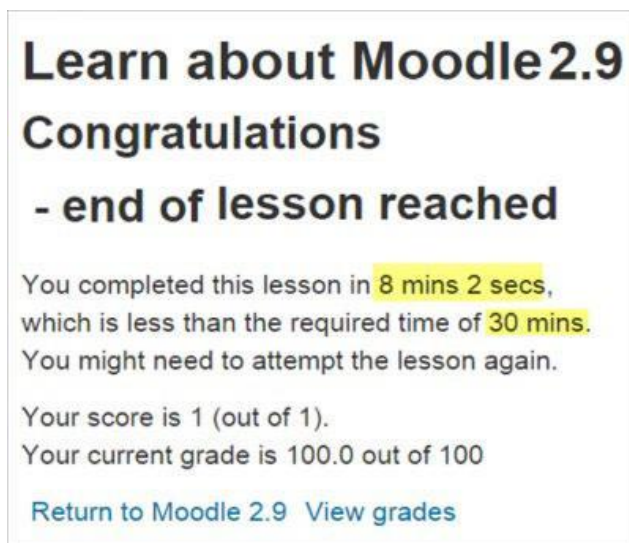 Learn about Moodle 2.9
Congratulations
- end of lesson reached
You completed this lesson in 8 mins 2 secs,
which is less than the required time of 30 mins.
You might need to attempt the lesson again.
Your score is 1 (out of 1).
Your current grade is 100.0 out of 100
Return to Moodle 2.9 View grades